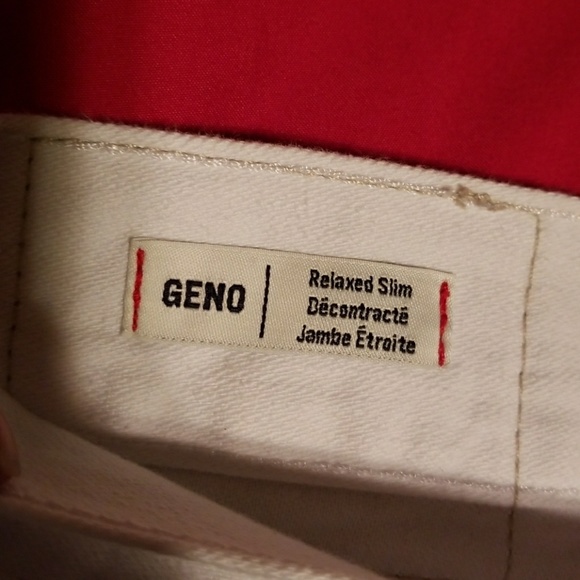 GENO
Relaxed Slim
Décontracté
Jambe Étroite